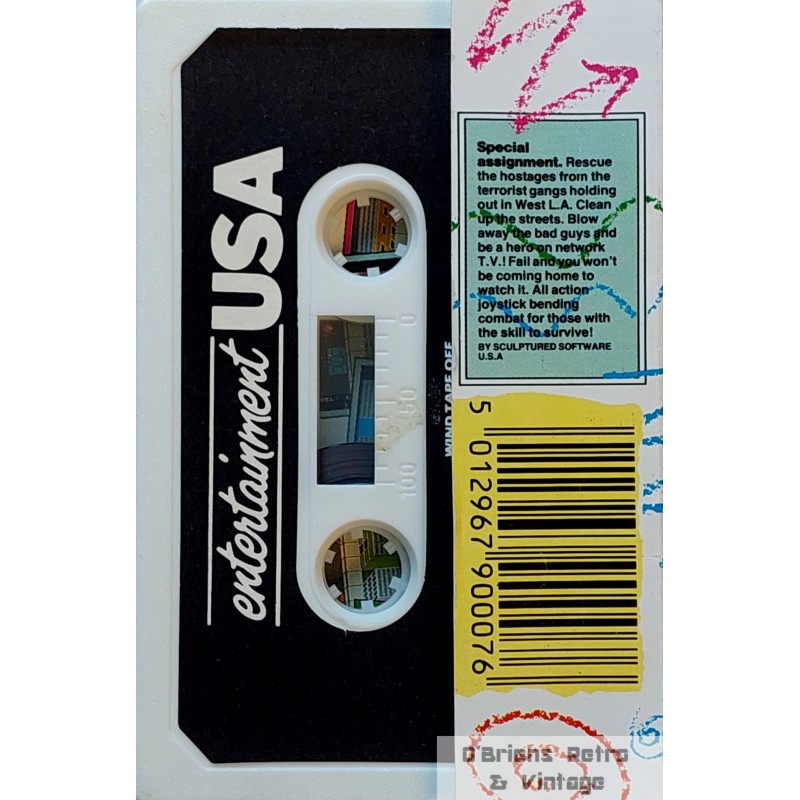 entertainment USA
0
50
100
WIND TAPE OFF
Special
assignment. Rescue
the hostages from the
terrorist gangs holding
out in West L.A. Clean
up the streets. Blow
away the bad guys and
be a hero on network
T.V.! Fail and you won't
be coming home to
watch it. All action
joystick bending
combat for those with
the skill to survive!
BY SCULPTURED SOFTWARE
U.S.A
5 012967 900076
O'Briens Retro
& Vintage